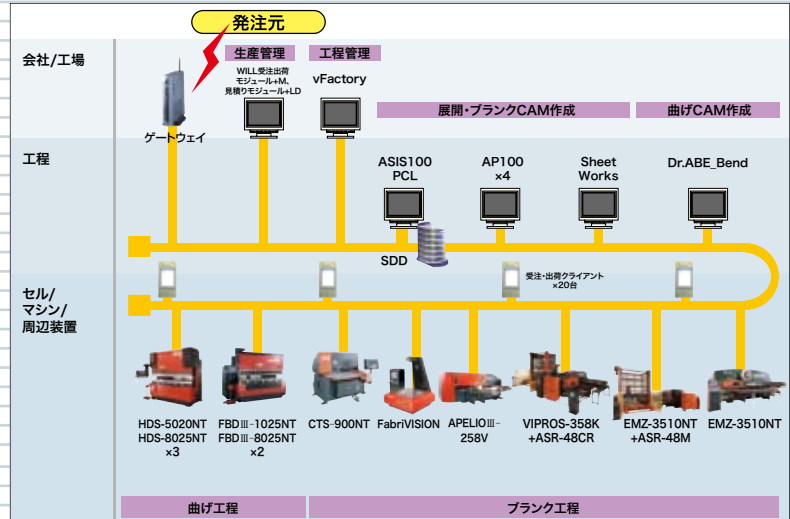 発注元
会社/工場
生産管理
工程管理
WILL受注出荷
モジュール+M、
見積りモジュール+LD
vFactory
展開・ブランクCAM作成
曲げCAM作成
ゲートウェイ
工程
ASIS100
PCL
AP100
×4
Sheet
Works
Dr.ABE_Bend
SDD
受注・出荷クライアント
×20台
セル/
マシン/
周辺装置
HDS-5020NT
HDS-8025NT
×3
FBDⅢ-1025NT
FBDⅢ-8025NT
×2
CTS-900NT
FabriVISION
APELIOⅢ-
258V
VIPROS-358K
+ASR-48CR
EMZ-3510NT
+ASR-48M
EMZ-3510NT
曲げ工程
ブランク工程